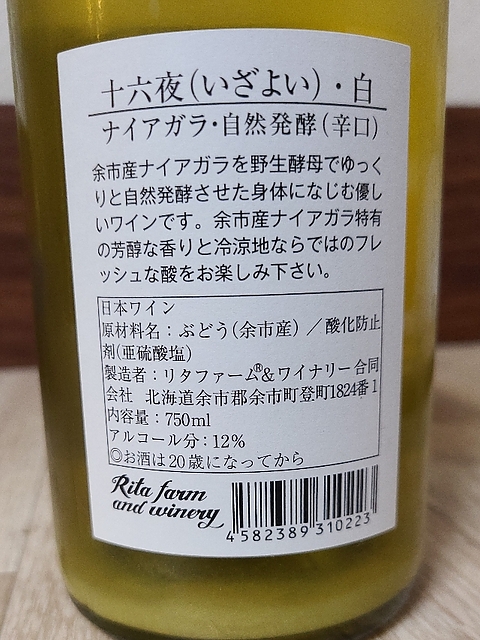 十六夜(いざよい)・白
ナイアガラ・自然発酵(辛口)
余市産ナイアガラを野生酵母でゆっく
りと自然発酵させた身体になじむ優し
いワインです。余市産ナイアガラ特有
の芳醇な香りと冷涼地ならではのフレ
ッシュな酸をお楽しみ下さい。
日本ワイン
原材料名：ぶどう(余市産)／酸化防止
剤(亜硫酸塩)
製造者：リタファーム®&ワイナリー合同
会社 北海道余市郡余市町登町1824番1
内容量：750ml
アルコール分：12%
◎お酒は20歳になってから
Rita farm
and winery
4582389310223